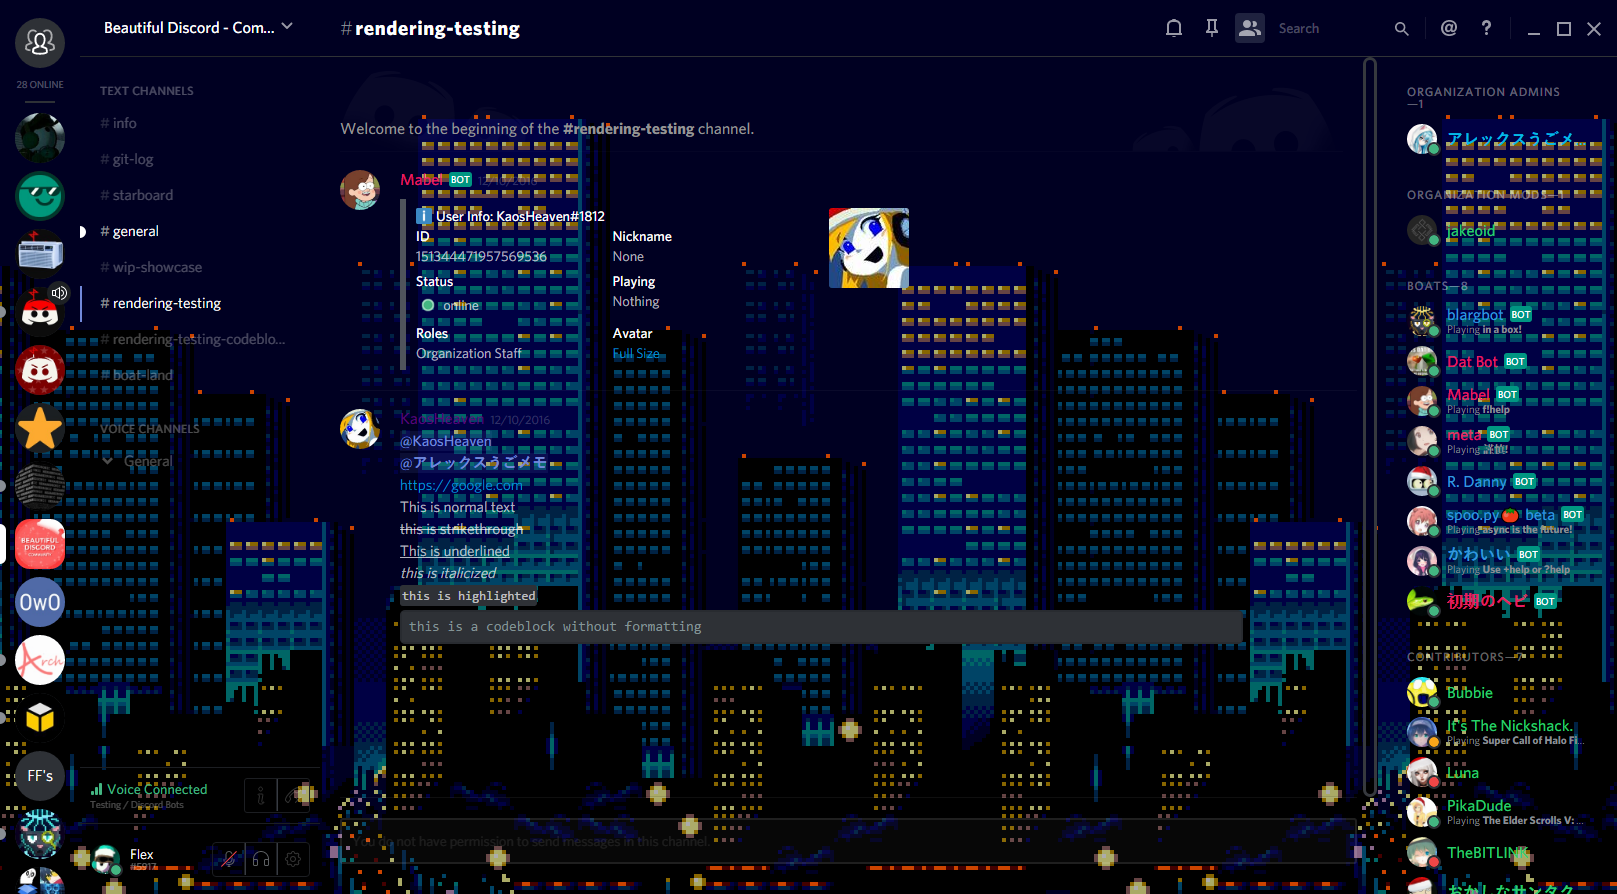 28 ONLINE
BEAUTIFUL DISCORD
OwO
Arch
FF's
Beautiful Discord - Com...
TEXT CHANNELS
# info
# git-log
# starboard
# general
# wip-showcase
# rendering-testing
# rendering-testing-codeblo...
# boat-land
VOICE CHANNELS
General
Voice Connected
Testing / Discord Bots
Flex
#5917
#rendering-testing
Search
Welcome to the beginning of the #rendering-testing channel.
Mabel BOT 12/10/2016
User Info: KaosHeaven#1812
ID
151344471957569536
Nickname
None
Status
online
Playing
Nothing
Roles
Organization Staff
Avatar
Full Size
KaosHeaven 12/10/2016
@KaosHeaven
@アレックスうごメモ
https://google.com
This is normal text
this is strikethrough
This is underlined
this is italicized
this is highlighted
this is a codeblock without formatting
You do not have permission to send messages in this channel.
ORGANIZATION ADMINS
—1
アレックスうごメ...
ORGANIZATION MODS—1
jakeoid
BOATS—8
blargbot BOT
Playing in a box!
Dat Bot BOT
Mabel BOT
Playing f!help
meta BOT
Playing
R. Danny BOT
spoo.py 🍅 beta BOT
Playing async is the future!
かわいい BOT
Playing Use +help or ?help
初期のヘビ BOT
CONTRIBUTORS—7
Bubbie
It's The Nickshack.
Playing Super Call of Halo Fi...
Luna
PikaDude
Playing The Elder Scrolls V: ...
TheBITLINK
おかしなサンタク